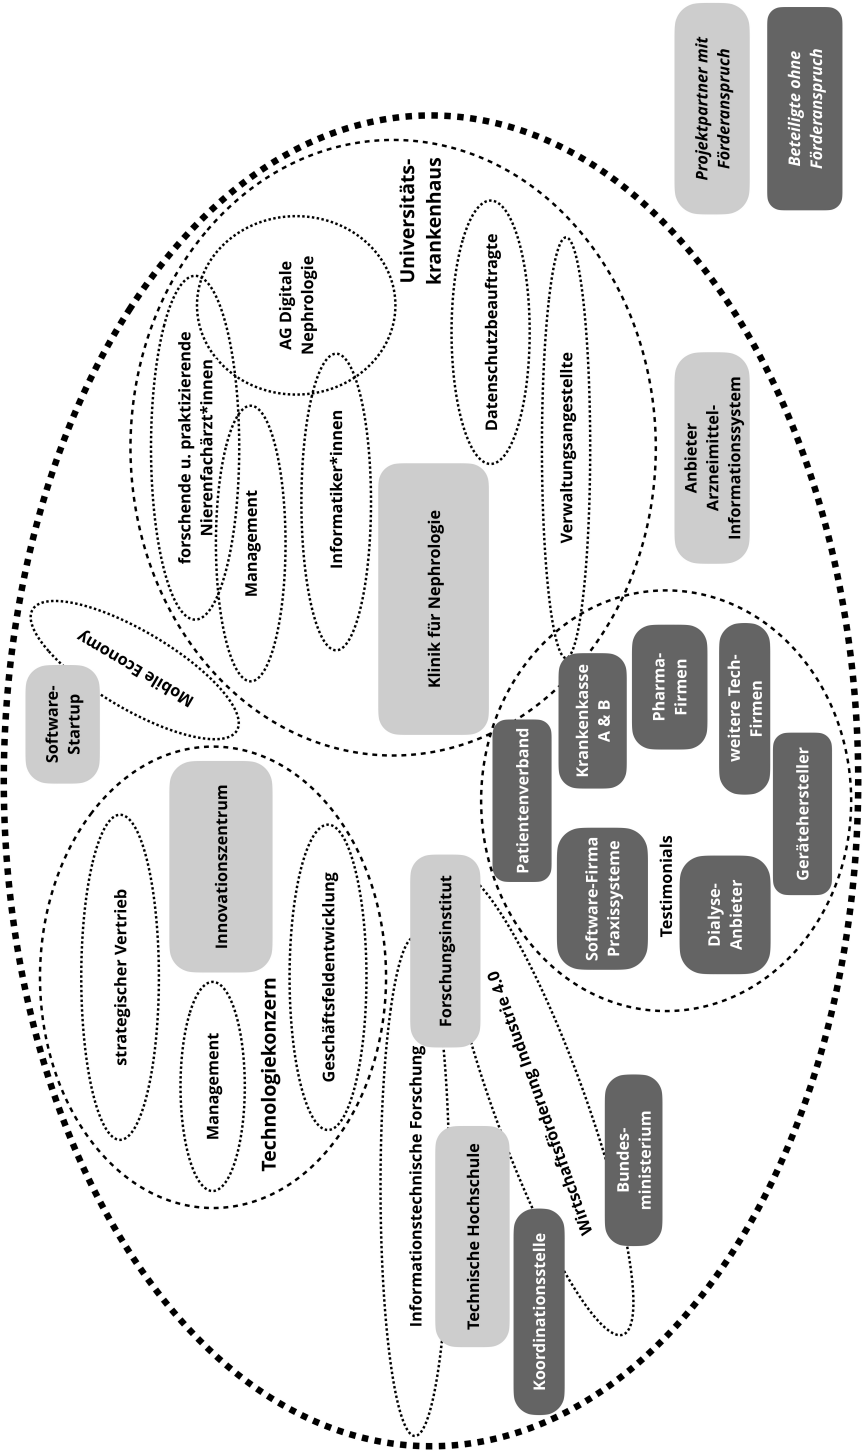 Technische Hochschule
Koordinationsstelle
Informationstechnische Forschung
Wirtschaftsförderung Industrie 4.0
Bundes-
ministerium
Forschungsinstitut
Technologiekonzern
strategischer Vertrieb
Management
Geschäftsfeldentwicklung
Innovationszentrum
Software-
Startup
Mobile Economy
Testimonials
Software-Firma
Praxissysteme
Dialyse-
Anbieter
Patientenverband
Krankenkasse
A & B
Pharma-
Firmen
weitere Tech-
Firmen
Gerätehersteller
Klinik für Nephrologie
Management
forschende u. praktizierende
Nierenfachärzt*innen
Informatiker*innen
AG Digitale
Nephrologie
Universitäts-
krankenhaus
Datenschutzbeauftragte
Verwaltungsangestellte
Anbieter
Arzneimittel-
Informationssystem
Projektpartner mit
Förderanspruch
Beteiligte ohne
Förderanspruch